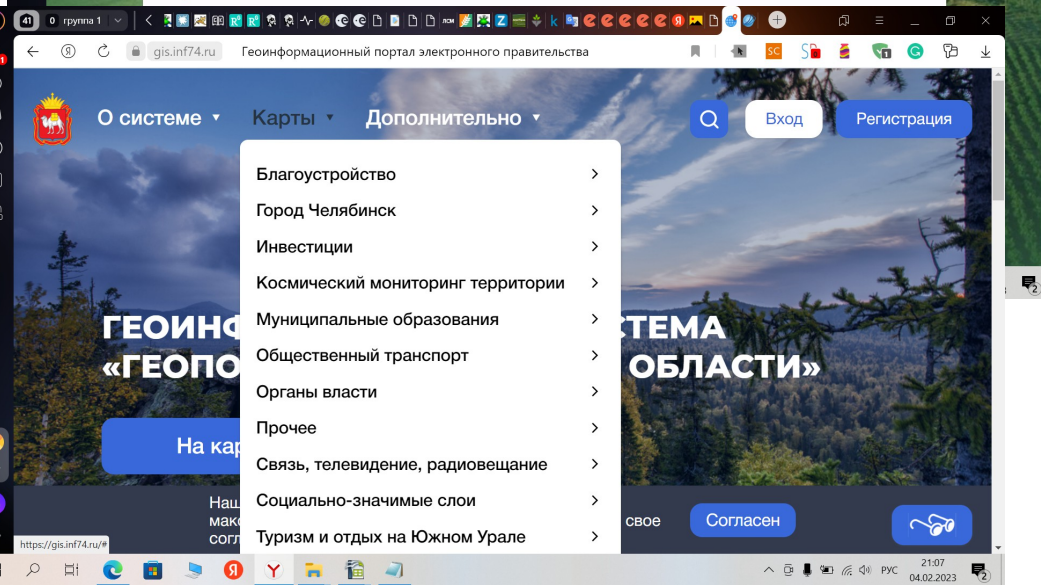 41 0 группа 1
gis.inf74.ru Геоинформационный портал электронного правительства
О системе Карты Дополнительно Вход Регистрация
Благоустройство
Город Челябинск
Инвестиции
Космический мониторинг территории
Муниципальные образования
Общественный транспорт
Органы власти
Прочее
Связь, телевидение, радиовещание
Социально-значимые слои
Туризм и отдых на Южном Урале
«ГЕОПО ОБЛАСТИ»
На кар
Наш свое Согласен
мако
согл
https://gis.inf74.ru/#
РУС 21:07
04.02.2023 2